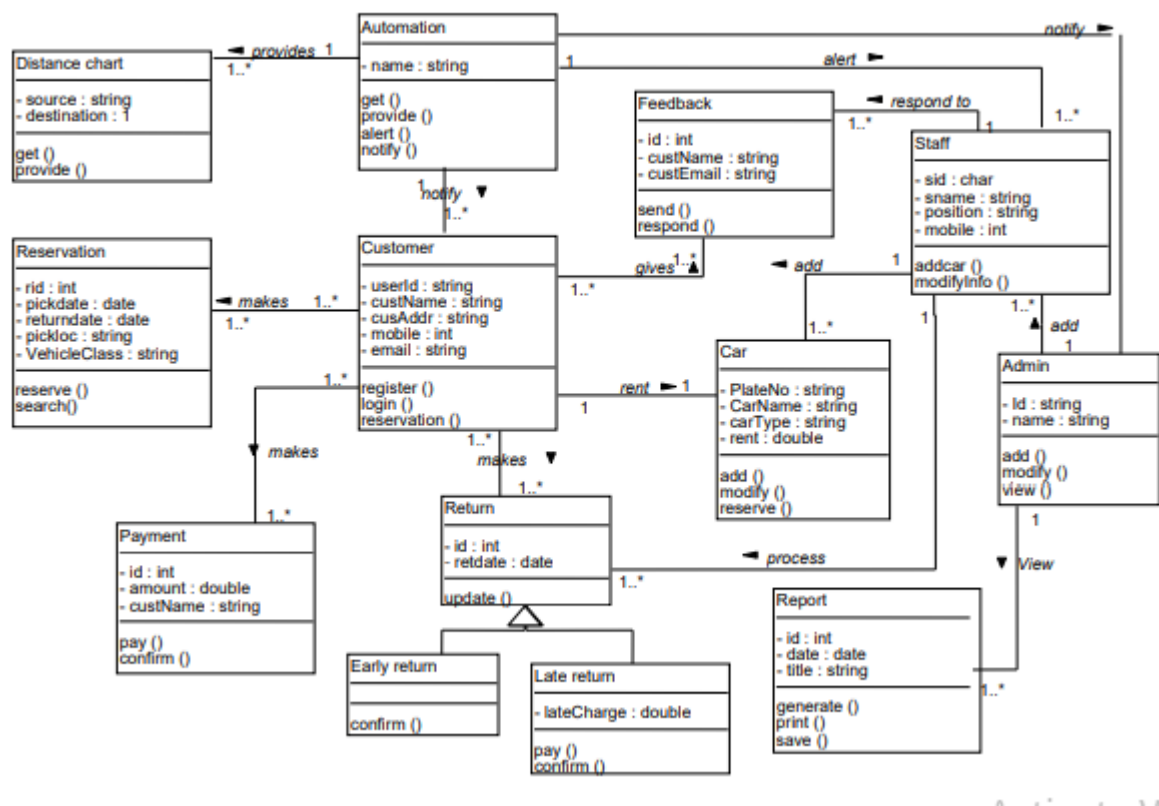 Automation
- name : string
get ()
provide ()
alert ()
notify ()
provides
1
1..*
Distance chart
- source : string
- destination : 1
get ()
provide ()
notify
1
alert
1..*
Feedback
- id : int
- custName : string
- custEmail : string
send ()
respond ()
respond to
1..*
1
Staff
- sid : char
- sname : string
- position : string
- mobile : int
addcar ()
modifyInfo ()
1
notify
1..*
Reservation
- rid : int
- pickdate : date
- returndate : date
- pickloc : string
- VehicleClass : string
reserve ()
search()
makes
1..*
1..*
Customer
- userId : string
- custName : string
- cusAddr : string
- mobile : int
- email : string
register ()
login ()
reservation ()
gives
1..*
1..*
add
1
1..*
1
1..*
add
1
Car
- PlateNo : string
- CarName : string
- carType : string
- rent : double
add ()
modify ()
reserve ()
rent
1
1
Admin
- Id : string
- name : string
add ()
modify ()
view ()
1..*
makes
1..*
1..*
makes
1..*
Payment
- id : int
- amount : double
- custName : string
pay ()
confirm ()
Return
- id : int
- retdate : date
update ()
process
1..*
1
View
1..*
Report
- id : int
- date : date
- title : string
generate ()
print ()
save ()
Early return
confirm ()
Late return
- lateCharge : double
pay ()
confirm ()